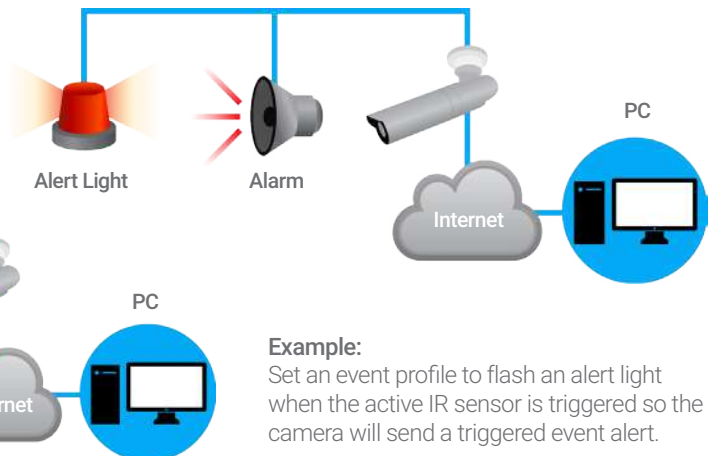 PC
Alert Light
Alarm
Internet
PC
rnet
Example:
Set an event profile to flash an alert light
when the active IR sensor is triggered so the
camera will send a triggered event alert.